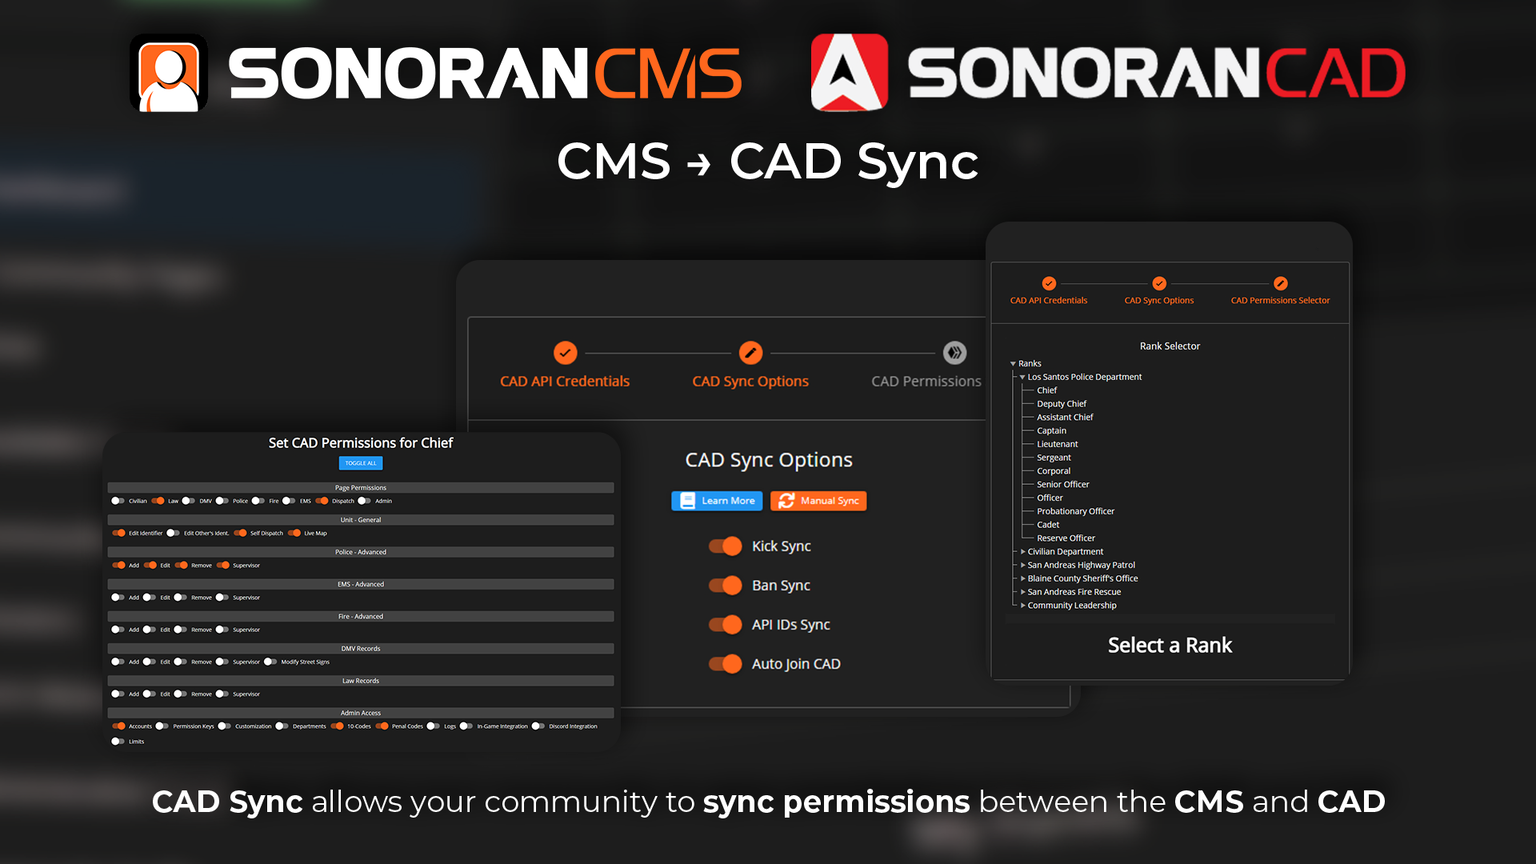 SONORANCMS
SONORANCAD
CMS → CAD Sync
Set CAD Permissions for Chief
TOGGLE ALL
Page Permissions
Civilian Law DMV Police Fire EMS Dispatch Admin
Unit - General
Edit Identifier Edit Other's Ident. Self Dispatch Live Map
Police - Advanced
Add Edit Remove Supervisor
EMS - Advanced
Add Edit Remove Supervisor
Fire - Advanced
Add Edit Remove Supervisor
DMV Records
Add Edit Remove Supervisor Modify Street Signs
Law Records
Add Edit Remove Supervisor
Admin Access
Accounts Permission Keys Customization Departments 10-Codes Penal Codes Logs In-Game Integration Discord Integration
Limits
CAD API Credentials CAD Sync Options CAD Permissions
CAD Sync Options
Learn More Manual Sync
Kick Sync
Ban Sync
API IDs Sync
Auto Join CAD
CAD API Credentials CAD Sync Options CAD Permissions Selector
Rank Selector
Ranks
Los Santos Police Department
Chief
Deputy Chief
Assistant Chief
Captain
Lieutenant
Sergeant
Corporal
Senior Officer
Officer
Probationary Officer
Cadet
Reserve Officer
Civilian Department
San Andreas Highway Patrol
Blaine County Sheriff's Office
San Andreas Fire Rescue
Community Leadership
Select a Rank
CAD Sync allows your community to sync permissions between the CMS and CAD